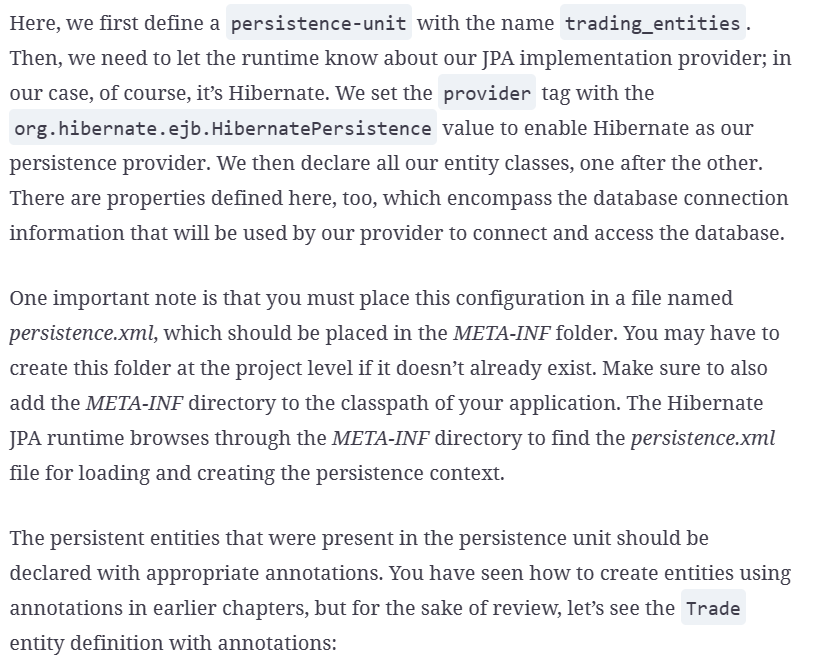 Here, we first define a persistence-unit with the name trading_entities.
Then, we need to let the runtime know about our JPA implementation provider; in
our case, of course, it’s Hibernate. We set the provider tag with the
org.hibernate.ejb.HibernatePersistence value to enable Hibernate as our
persistence provider. We then declare all our entity classes, one after the other.
There are properties defined here, too, which encompass the database connection
information that will be used by our provider to connect and access the database.
One important note is that you must place this configuration in a file named
persistence.xml, which should be placed in the META-INF folder. You may have to
create this folder at the project level if it doesn’t already exist. Make sure to also
add the META-INF directory to the classpath of your application. The Hibernate
JPA runtime browses through the META-INF directory to find the persistence.xml
file for loading and creating the persistence context.
The persistent entities that were present in the persistence unit should be
declared with appropriate annotations. You have seen how to create entities using
annotations in earlier chapters, but for the sake of review, let’s see the Trade
entity definition with annotations: